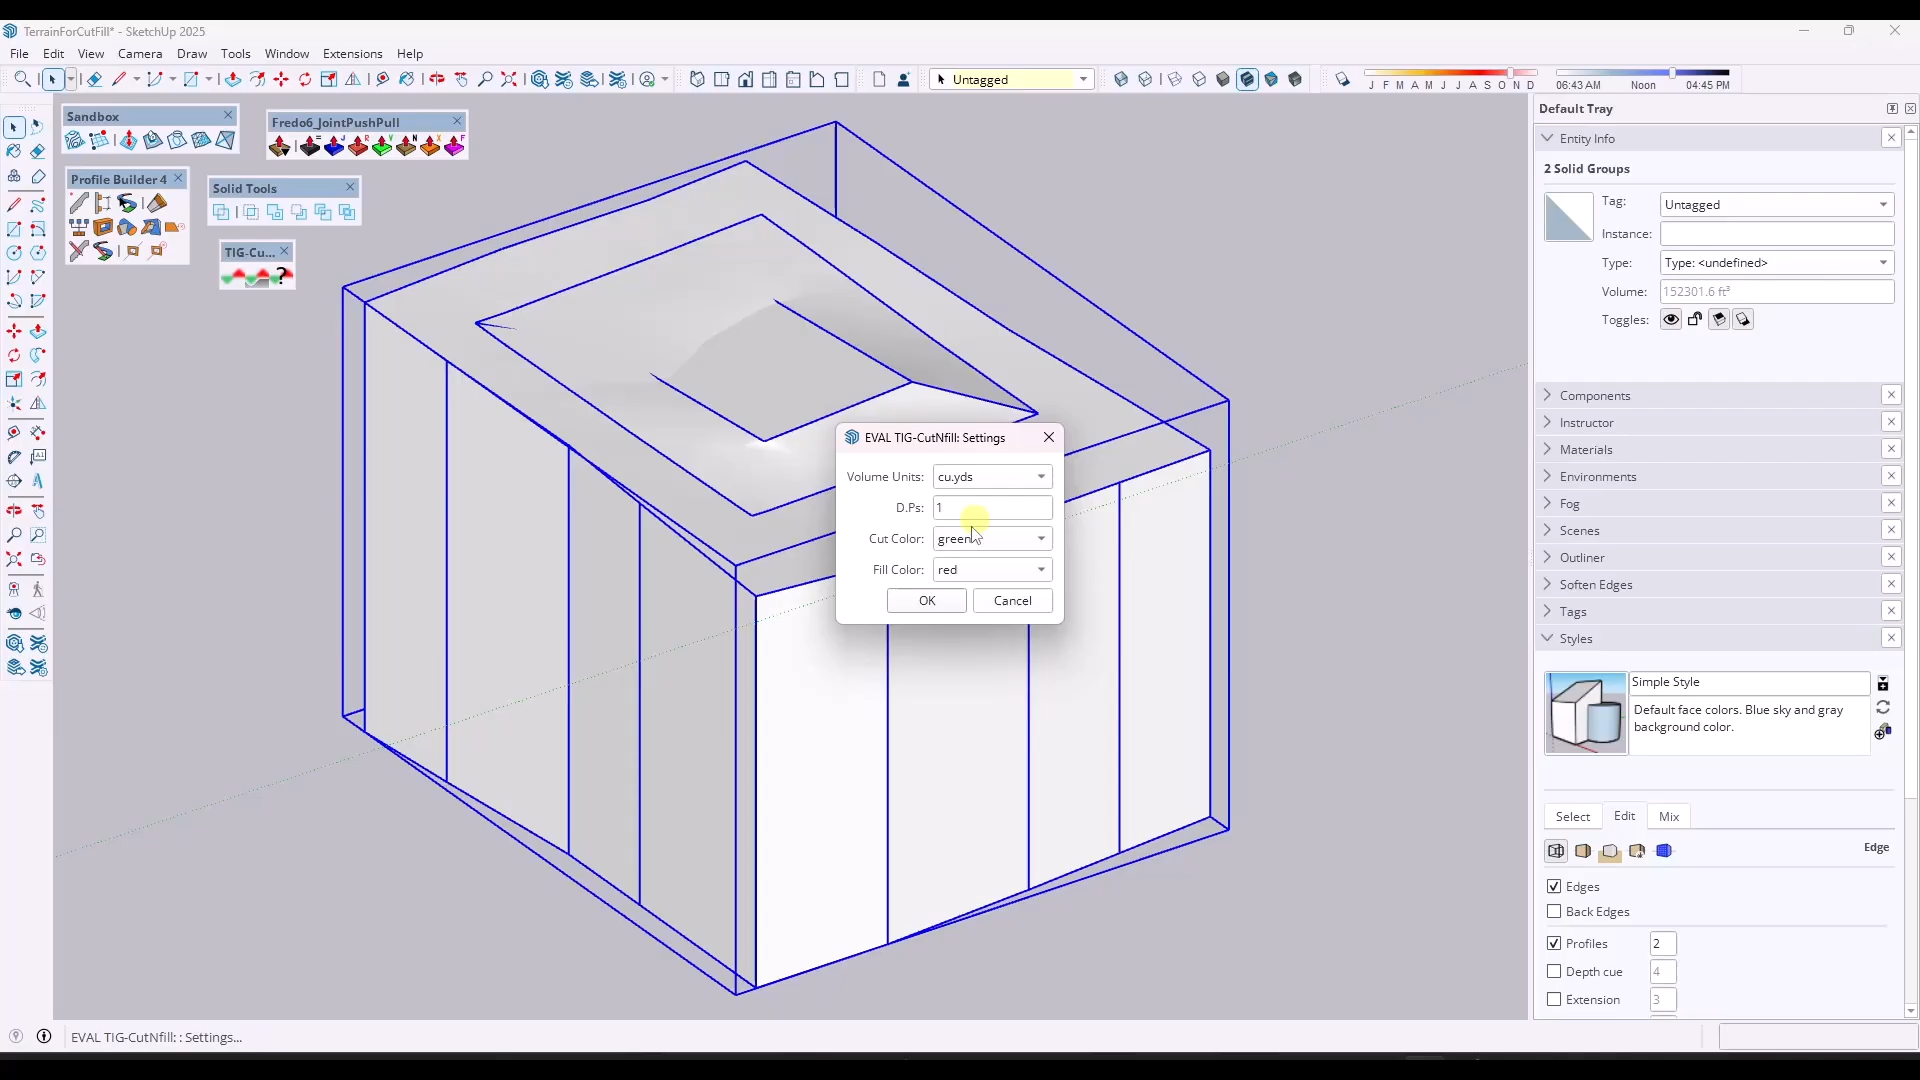 TerrainForCutFill* - SketchUp 2025
File Edit View Camera Draw Tools Window Extensions Help
Untagged
J F M A M J J A S O N D
06:43 AM Noon 04:45 PM
Sandbox
Fredo6_JointPushPull
Profile Builder 4
Solid Tools
TIG-Cu...
EVAL TIG-CutNfill: Settings
Volume Units: cu.yds
D.Ps: 1
Cut Color: green
Fill Color: red
OK Cancel
Default Tray
Entity Info
2 Solid Groups
Tag: Untagged
Instance:
Type: Type: <undefined>
Volume: 152301.6 ft³
Toggles:
Components
Instructor
Materials
Environments
Fog
Scenes
Outliner
Soften Edges
Tags
Styles
Simple Style
Default face colors. Blue sky and gray
background color.
Select Edit Mix
Edge
Edges
Back Edges
Profiles 2
Depth cue 4
Extension 3
EVAL TIG-CutNfill: : Settings...